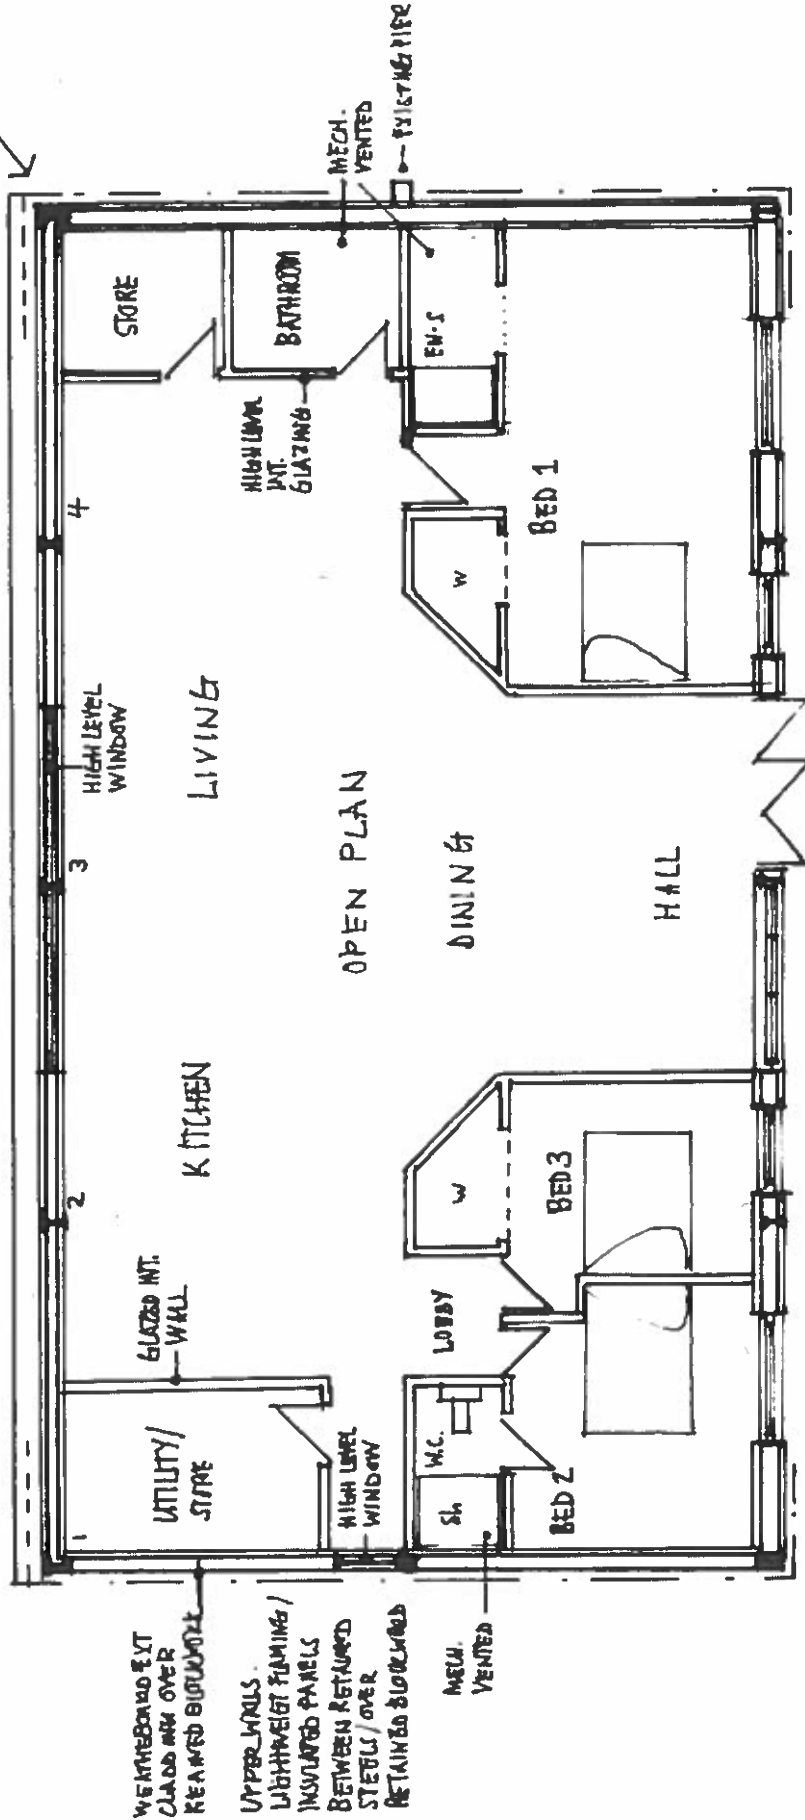 WEATHERBOARD EXT
CLADDING OVER
RETAINED BLOCKWORK
UPPER WALLS.
LIGHTWEIGHT FRAMING /
INSULATED PANELS
BETWEEN RETAINED
STEELS / OVER
RETAINED BLOCKWORK
MECH.
VENTED
1
UTILITY/
STORE
GLAZED INT.
WALL
HIGH LEVEL
WINDOW
W.C.
Sh
BED 2
LOBBY
2
KITCHEN
W
BED 3
3
HIGH LEVEL
WINDOW
LIVING
OPEN PLAN
DINING
HALL
4
HIGH LEVEL
INT.
GLAZING
W
BED 1
STORE
BATHROOM
EN-S
MECH.
VENTED
EXISTING PIER